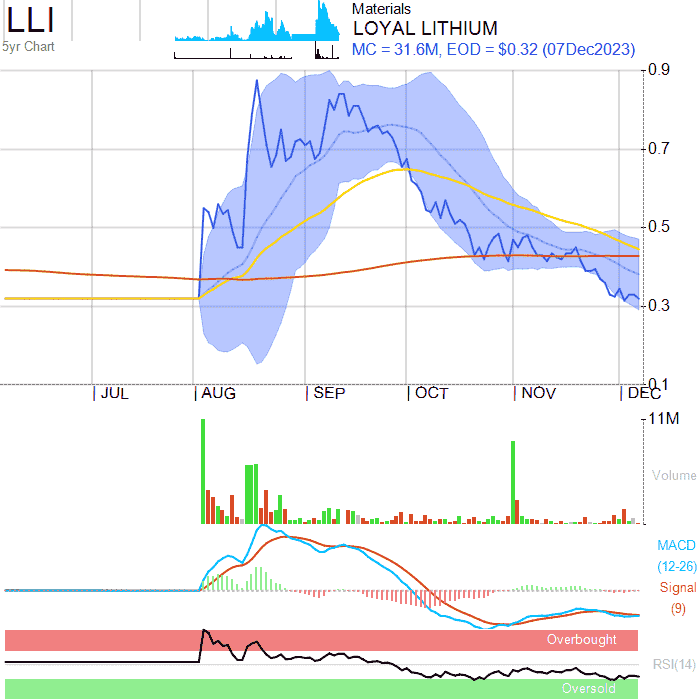 LLI
5yr Chart
Materials
LOYAL LITHIUM
MC = 31.6M, EOD = $0.32 (07Dec2023)
0.9
0.7
0.5
0.3
0.1
JUL AUG SEP OCT NOV DEC
11M
Volume
MACD
(12-26)
Signal
(9)
Overbought
RSI(14)
Oversold